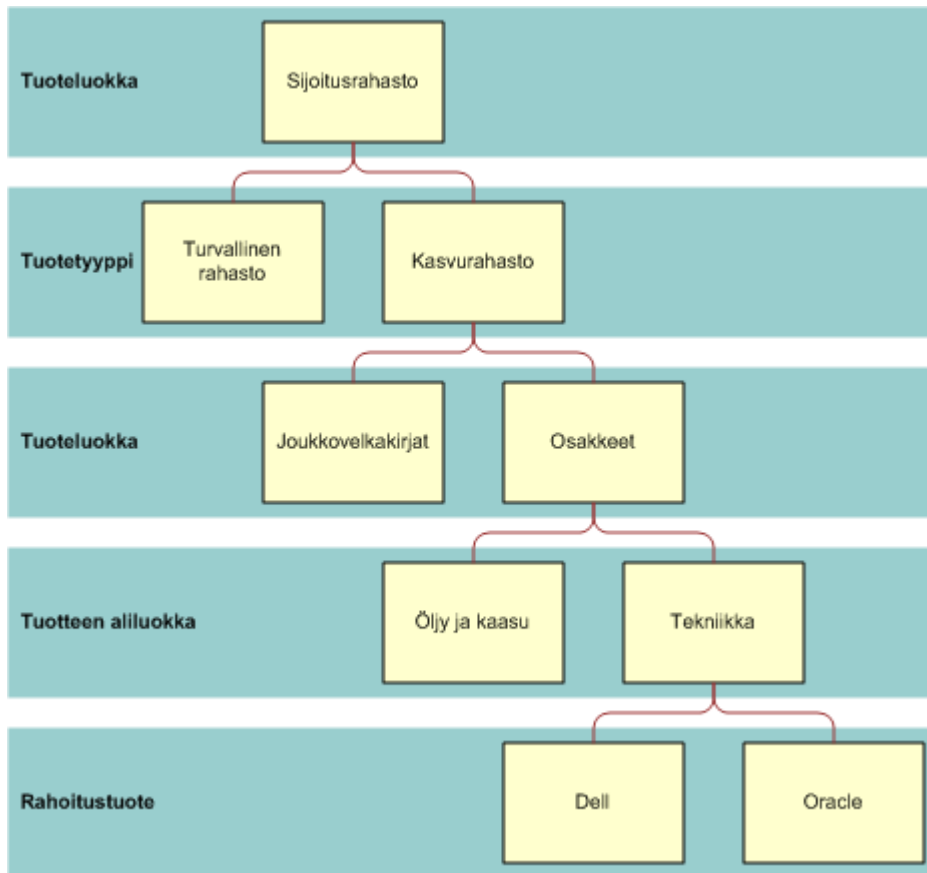 Tuoteluokka
Sijoitusrahasto
Tuotetyyppi
Turvallinen
rahasto
Kasvurahasto
Tuoteluokka
Joukkovelkakirjat
Osakkeet
Tuotteen aliluokka
Öljy ja kaasu
Tekniikka
Rahoitustuote
Dell
Oracle